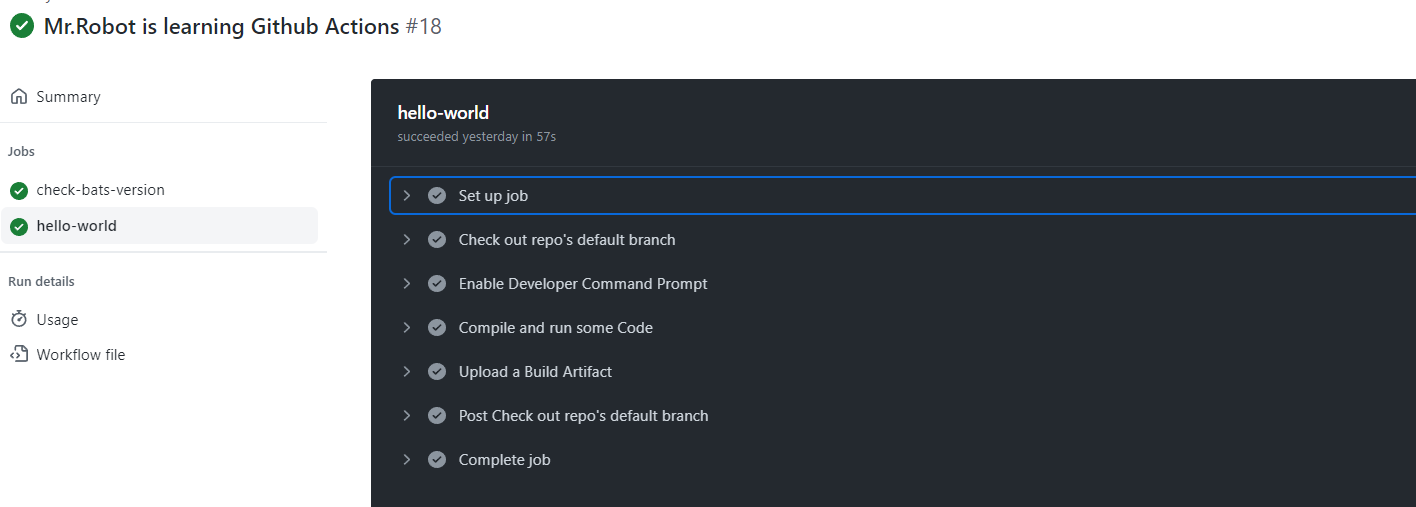 Mr.Robot is learning Github Actions #18
Summary
Jobs
check-bats-version
hello-world
Run details
Usage
Workflow file
hello-world
succeeded yesterday in 57s
Set up job
Check out repo's default branch
Enable Developer Command Prompt
Compile and run some Code
Upload a Build Artifact
Post Check out repo's default branch
Complete job